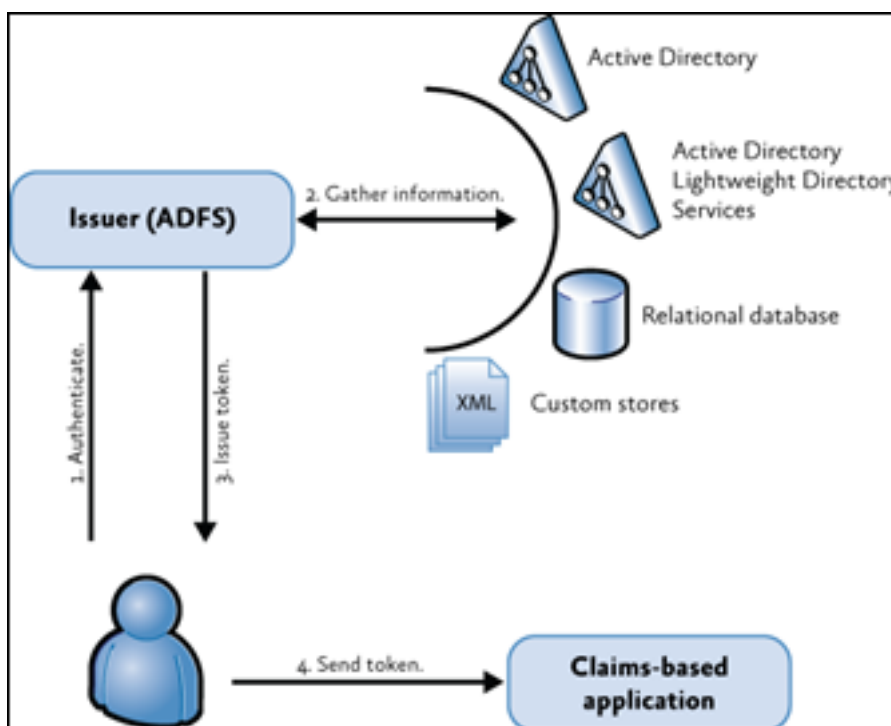 Active Directory
Active Directory
Lightweight Directory
Services
Issuer (ADFS)
2. Gather information.
Relational database
XML
Custom stores
1. Authenticate.
3. Issue token.
4. Send token.
Claims-based
application